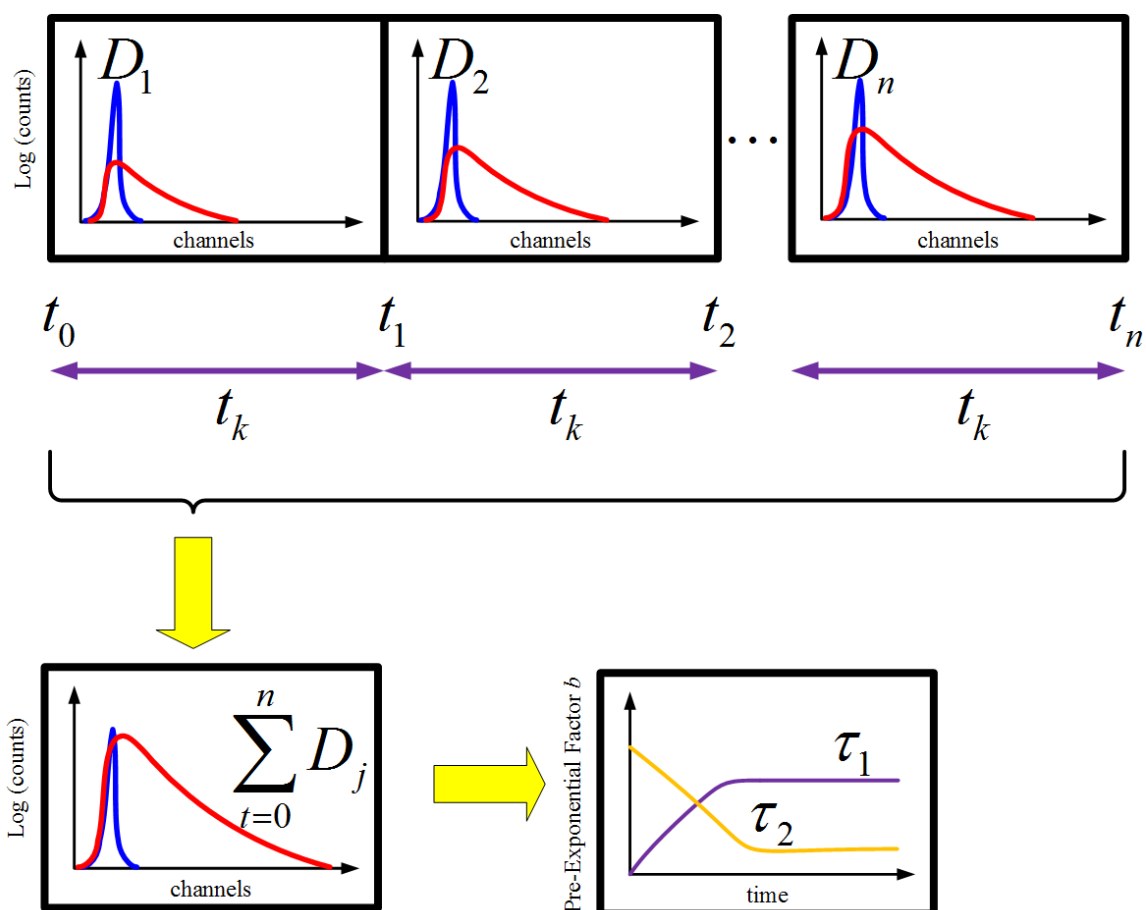 Log (counts)
D₁
channels
D₂
channels
...
Dₙ
channels
t₀
t₁
t₂
tₙ
tₖ
tₖ
tₖ
Log (counts)
n
∑ Dⱼ
t=0
channels
Pre-Exponential Factor b
τ₁
τ₂
time